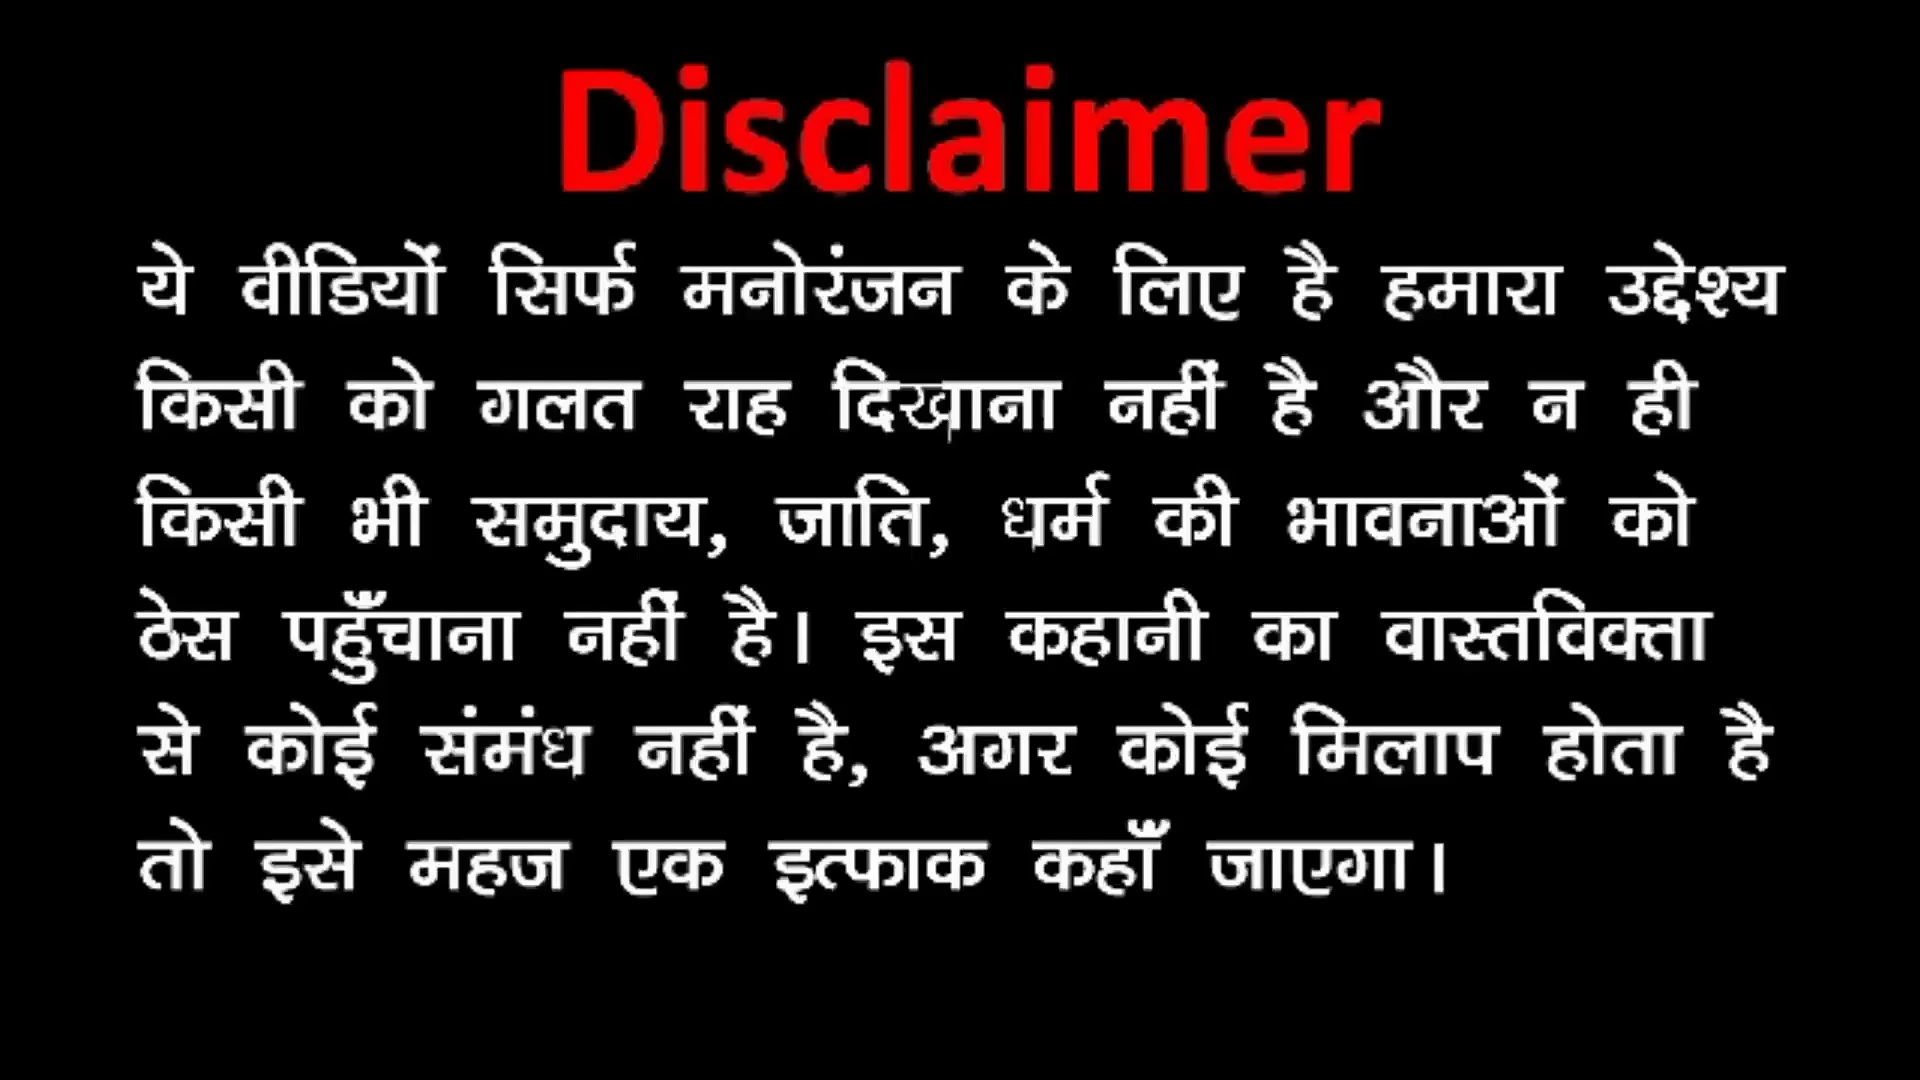 Disclaimer
ये वीडियों सिर्फ मनोरंजन के लिए है हमारा उद्देश्य
किसी को गलत राह दिखाना नहीं है और न ही
किसी भी समुदाय, जाति, धर्म की भावनाओं को
ठेस पहुँचाना नहीं है। इस कहानी का वास्तविक्ता
से कोई संमंध नहीं है, अगर कोई मिलाप होता है
तो इसे महज एक इत्फाक कहाँ जाएगा।